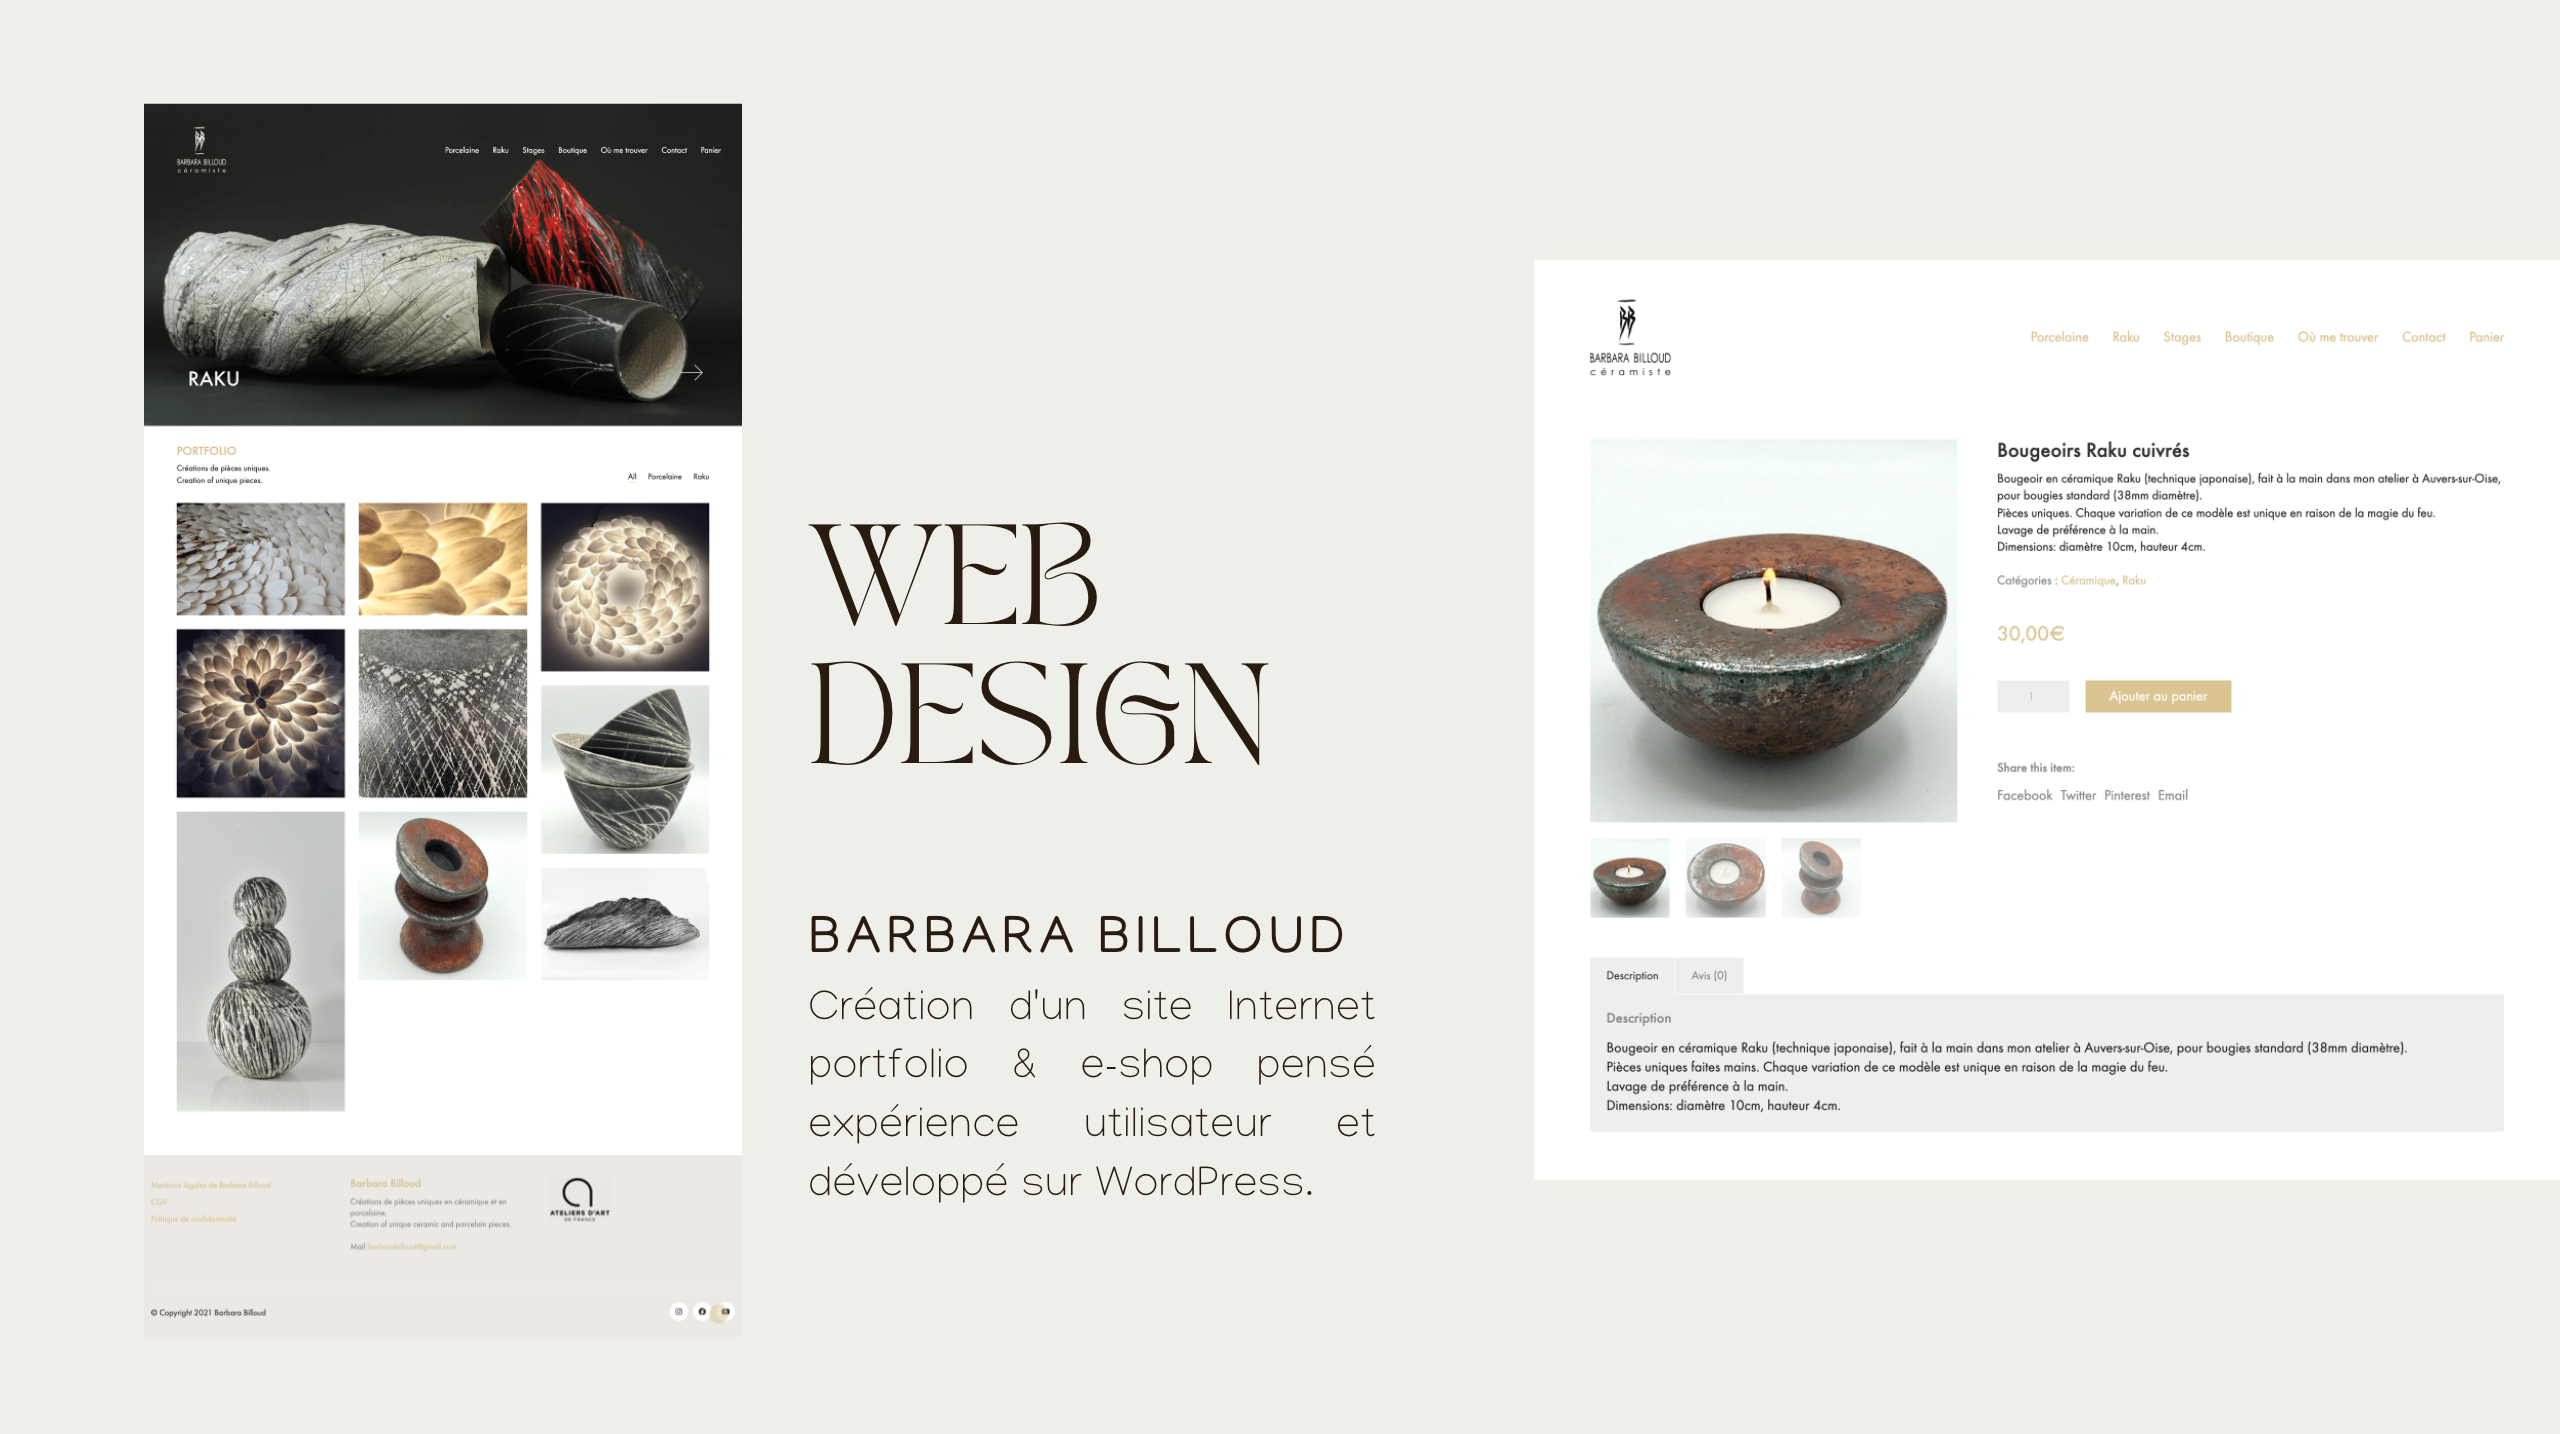 BB
BARBARA BILLOUD
céramiste
Porcelaine Raku Stages Boutique Où me trouver Contact Panier
RAKU
PORTFOLIO
Créations de pièces uniques.
Creation of unique pieces.
All Porcelaine Raku
Mentions légales de Barbara Billoud
CGV
Politique de confidentialité
Barbara Billoud
Créations de pièces uniques en céramique et en
porcelaine.
Creation of unique ceramic and porcelain pieces.
Mail barbarabilloud@gmail.com
ATELIERS D'ART
DE FRANCE
© Copyright 2021 Barbara Billoud
WEB
DESIGN
BARBARA BILLOUD
Création d'un site Internet
portfolio & e-shop pensé
expérience utilisateur et
développé sur WordPress.
BB
BARBARA BILLOUD
céramiste
Porcelaine Raku Stages Boutique Où me trouver Contact Panier
Bougeoirs Raku cuivrés
Bougeoir en céramique Raku (technique japonaise), fait à la main dans mon atelier à Auvers-sur-Oise,
pour bougies standard (38mm diamètre).
Pièces uniques. Chaque variation de ce modèle est unique en raison de la magie du feu.
Lavage de préférence à la main.
Dimensions: diamètre 10cm, hauteur 4cm.
Catégories : Céramique, Raku
30,00€
1 Ajouter au panier
Share this item:
Facebook Twitter Pinterest Email
Description Avis (0)
Description
Bougeoir en céramique Raku (technique japonaise), fait à la main dans mon atelier à Auvers-sur-Oise, pour bougies standard (38mm diamètre).
Pièces uniques faites mains. Chaque variation de ce modèle est unique en raison de la magie du feu.
Lavage de préférence à la main.
Dimensions: diamètre 10cm, hauteur 4cm.